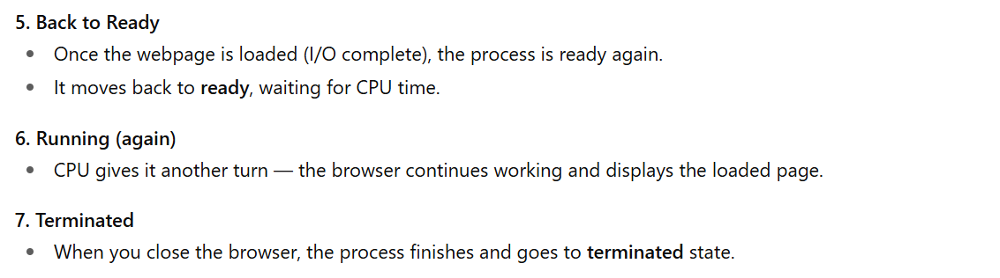 5. Back to Ready
• Once the webpage is loaded (I/O complete), the process is ready again.
• It moves back to ready, waiting for CPU time.
6. Running (again)
• CPU gives it another turn — the browser continues working and displays the loaded page.
7. Terminated
• When you close the browser, the process finishes and goes to terminated state.